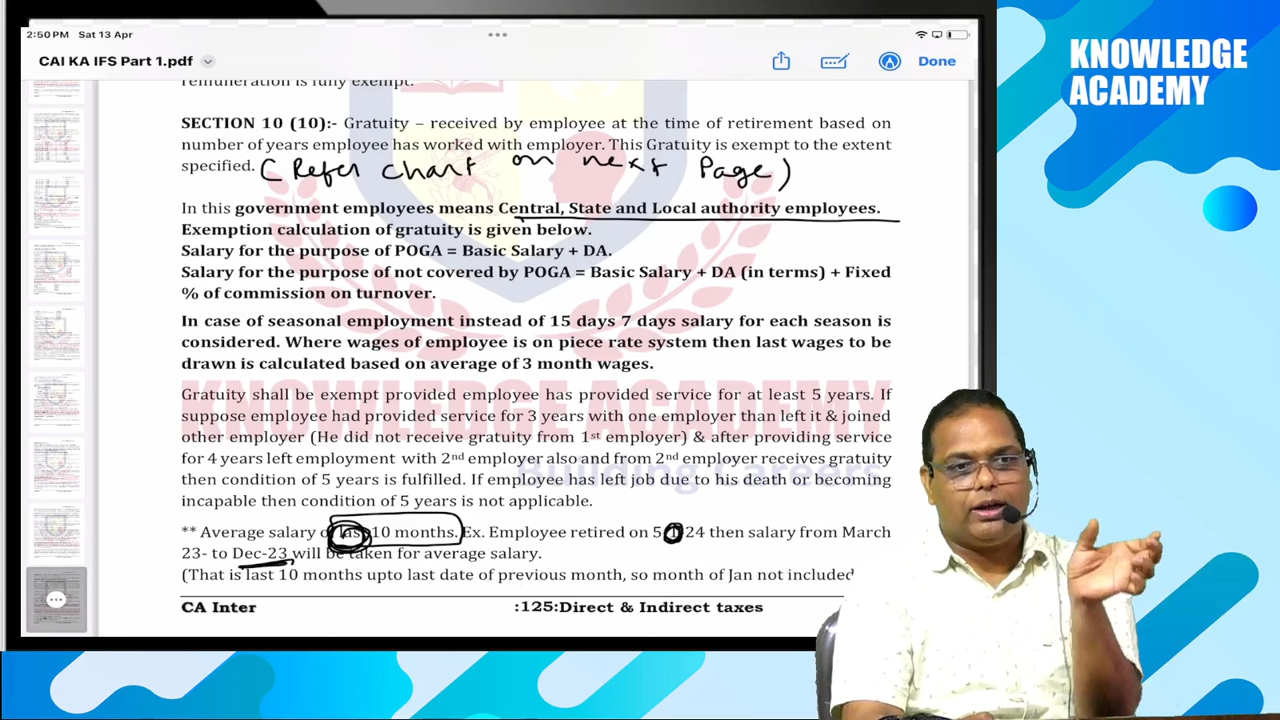 2:50 PM Sat 13 Apr
CAI KA IFS Part 1.pdf
Done
KNOWLEDGE
ACADEMY
remuneration is fully exempt.
SECTION 10 (1 Gratuity – received by employee at the time of retirement based on
number of years employee has worked in an employer. This Gratuity is exempt to the extent
specified. (Refer chart on next Page)
In this governance employees means Central, State and Local authority employees.
Exemption calculation of gratuity is given below.
Salary for the purpose of POGA = Basic Salary + DA.
Salary for the purpose of not covered in POGA = Basic Salary + DA(in terms) + Fixed
% of commission on turnover.
In case of seasonal employment instead of 15 days 7 days salary for each season is
considered. Where wages of employee is on piece rate system then last wages to be
drawn is calculated based on average of 3 month wages.
Gratuity shall be exempt provided employee has provided service for at least 5 years. If
suppose employee had provided service for 3 years with one employer then left it & joined
other employer. He did not receive gratuity from 1st employer & after providing service
for years left employment with 2nd employer also and from 2nd employer receives gratuity
then condition of 5 years is fulfilled. If employee has left job due to his death or becoming
incapable then condition of 5 years is not applicable.
** Average salary last 10 months. employee retired on 5 24 then salary from March
23- to Dec-23 will be taken for average salary.
(That is last 10 months upto last date of previous month, so month of Jan not included
CA Inter :125: Direct & Indirect taxes